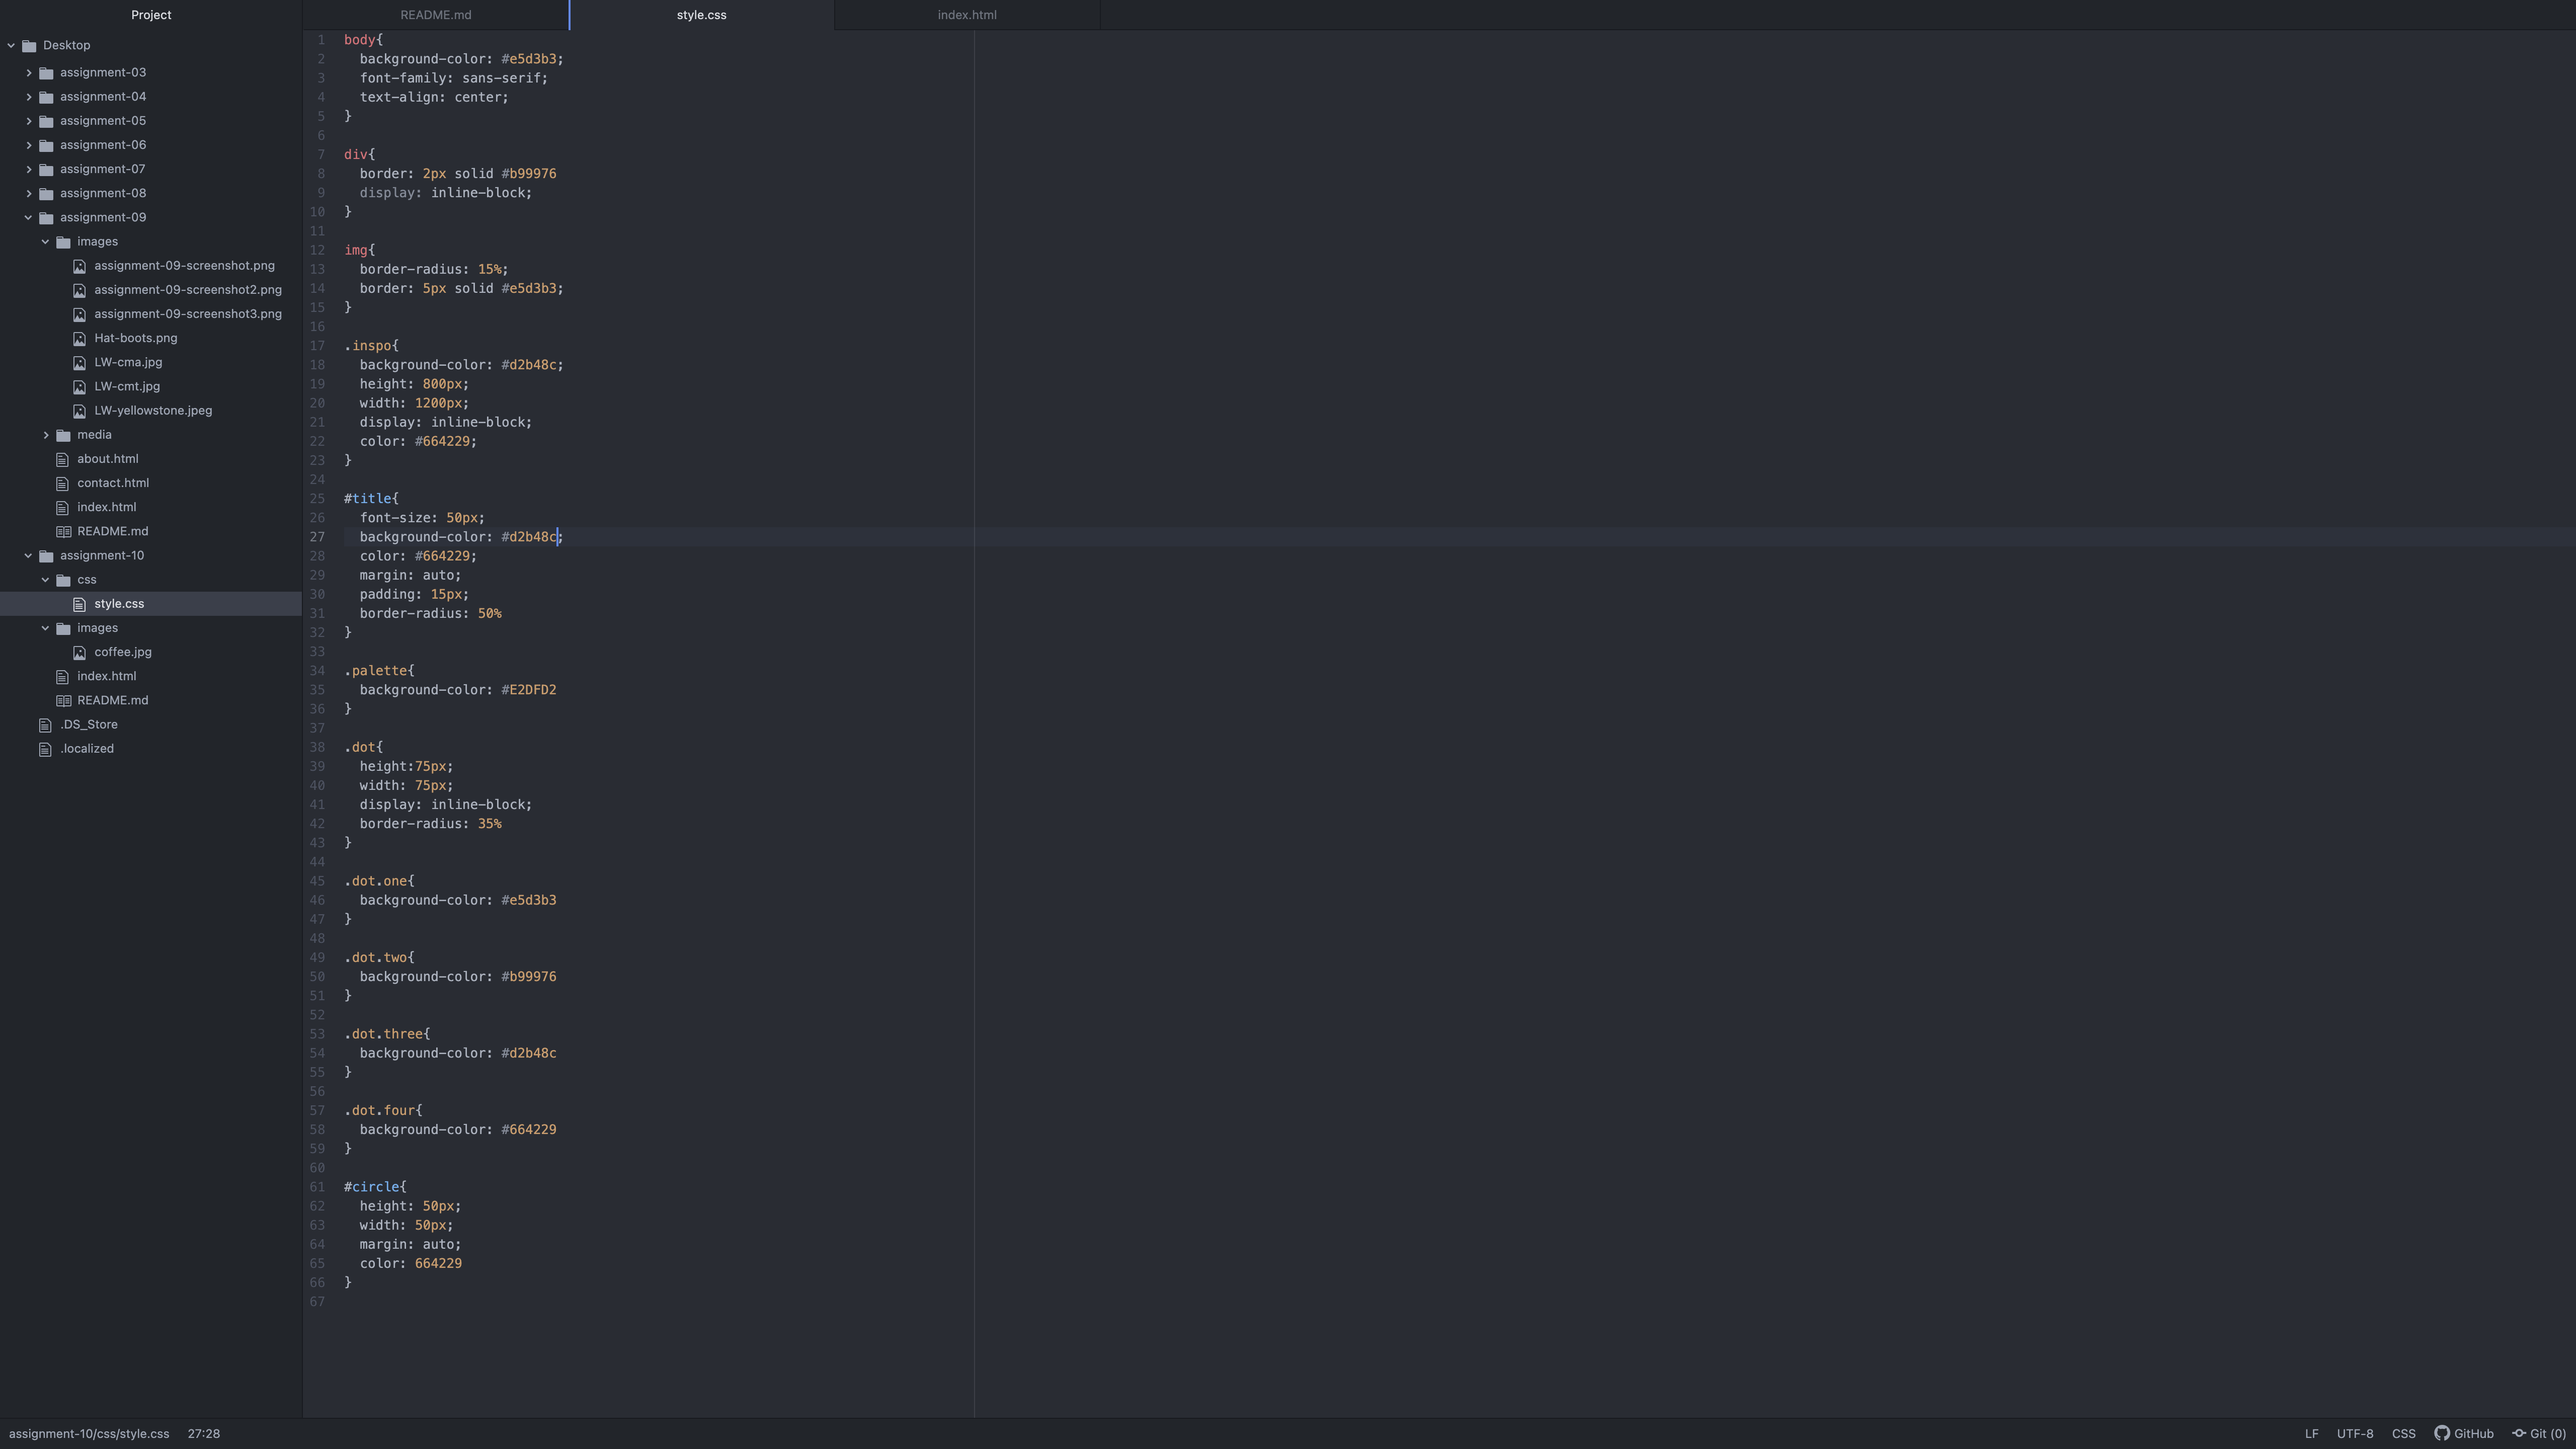 Project
Desktop
assignment-03
assignment-04
assignment-05
assignment-06
assignment-07
assignment-08
assignment-09
images
assignment-09-screenshot.png
assignment-09-screenshot2.png
assignment-09-screenshot3.png
Hat-boots.png
LW-cma.jpg
LW-cmt.jpg
LW-yellowstone.jpeg
media
about.html
contact.html
index.html
README.md
assignment-10
css
style.css
images
coffee.jpg
index.html
README.md
.DS_Store
.localized
README.md
style.css
index.html
1 body{
2   background-color: #e5d3b3;
3   font-family: sans-serif;
4   text-align: center;
5 }
6
7 div{
8   border: 2px solid #b99976
9   display: inline-block;
10 }
11
12 img{
13   border-radius: 15%;
14   border: 5px solid #e5d3b3;
15 }
16
17 .inspo{
18   background-color: #d2b48c;
19   height: 800px;
20   width: 1200px;
21   display: inline-block;
22   color: #664229;
23 }
24
25 #title{
26   font-size: 50px;
27   background-color: #d2b48c;
28   color: #664229;
29   margin: auto;
30   padding: 15px;
31   border-radius: 50%
32 }
33
34 .palette{
35   background-color: #E2DFD2
36 }
37
38 .dot{
39   height:75px;
40   width: 75px;
41   display: inline-block;
42   border-radius: 35%
43 }
44
45 .dot.one{
46   background-color: #e5d3b3
47 }
48
49 .dot.two{
50   background-color: #b99976
51 }
52
53 .dot.three{
54   background-color: #d2b48c
55 }
56
57 .dot.four{
58   background-color: #664229
59 }
60
61 #circle{
62   height: 50px;
63   width: 50px;
64   margin: auto;
65   color: 664229
66 }
67
assignment-10/css/style.css 27:28
LF UTF-8 CSS GitHub Git (0)